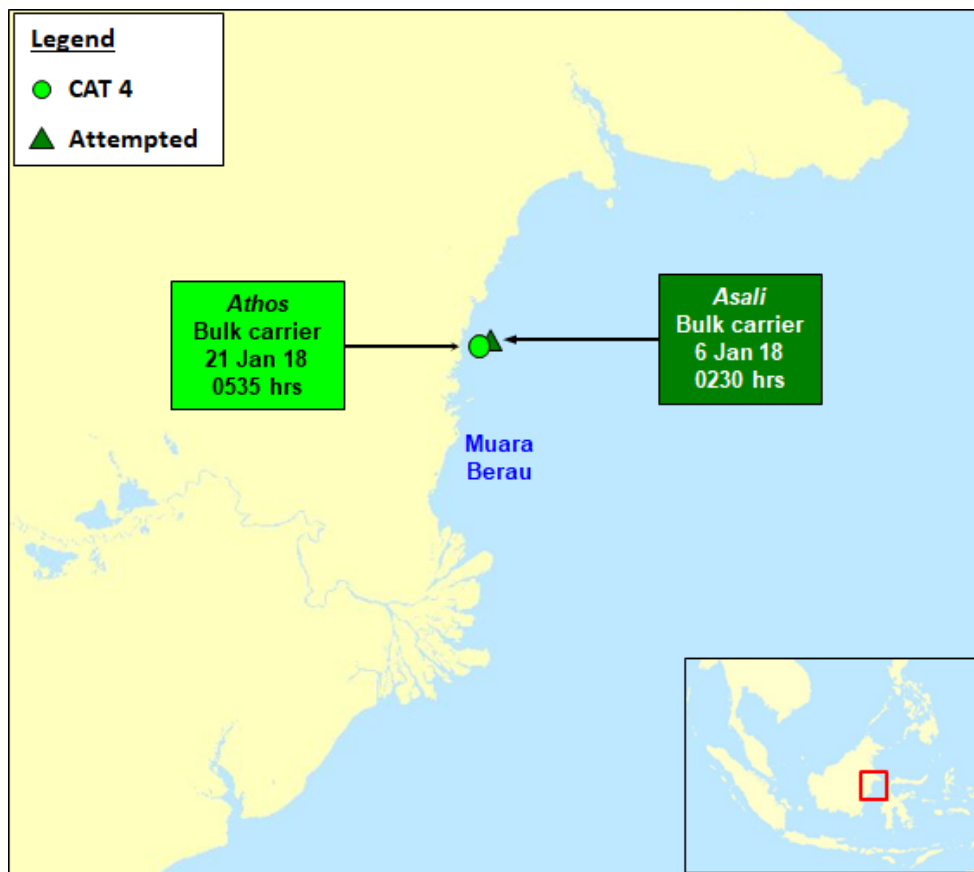 Legend
CAT 4
Attempted
Athos
Bulk carrier
21 Jan 18
0535 hrs
Asali
Bulk carrier
6 Jan 18
0230 hrs
Muara
Berau